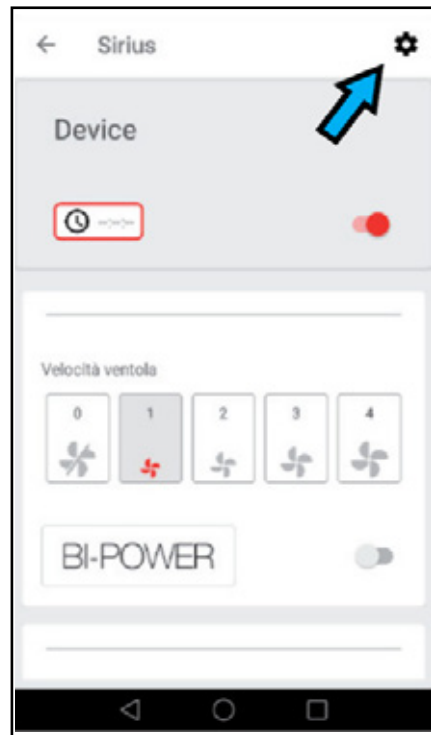 Sirius
Device
--:--:--
Velocità ventola
0 1 2 3 4
BI-POWER